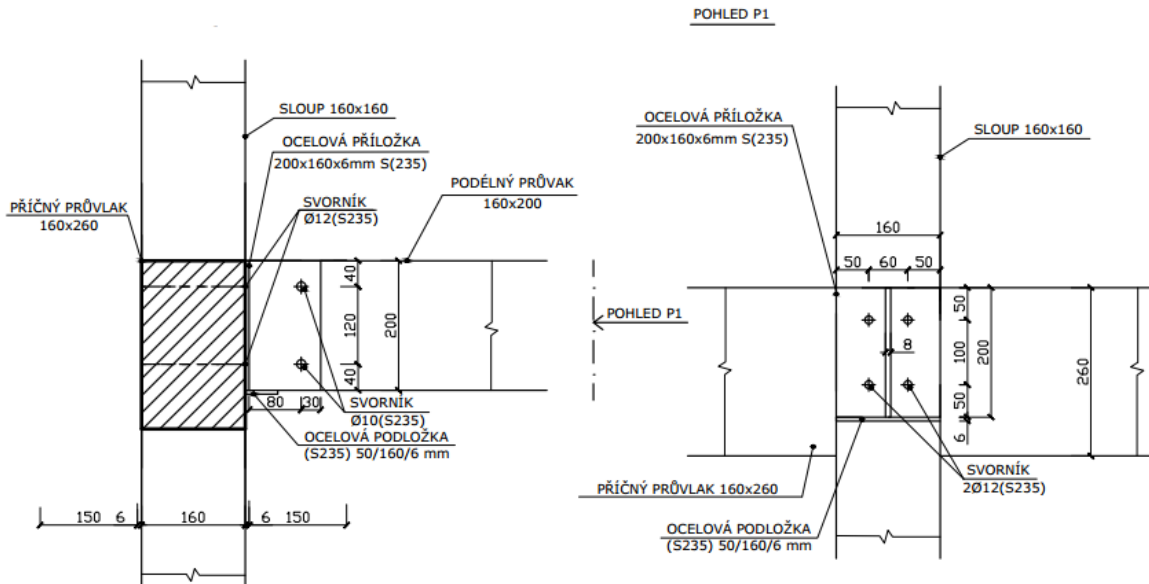 POHLED P1
SLOUP 160x160
OCELOVÁ PŘÍLOŽKA
200x160x6mm S(235)
PODÉLNÝ PRŮVAK
160x200
SVORNÍK
Ø12(S235)
PŘÍČNÝ PRŮVLAK
160x260
40
120
40
200
80
30
SVORNÍK
Ø10(S235)
OCELOVÁ PODLOŽKA
(S235) 50/160/6 mm
150
6
160
6
150
POHLED P1
OCELOVÁ PŘÍLOŽKA
200x160x6mm S(235)
SLOUP 160x160
160
50
60
50
8
50
100
50
6
200
260
SVORNÍK
2Ø12(S235)
PŘÍČNÝ PRŮVLAK 160x260
OCELOVÁ PODLOŽKA
(S235) 50/160/6 mm